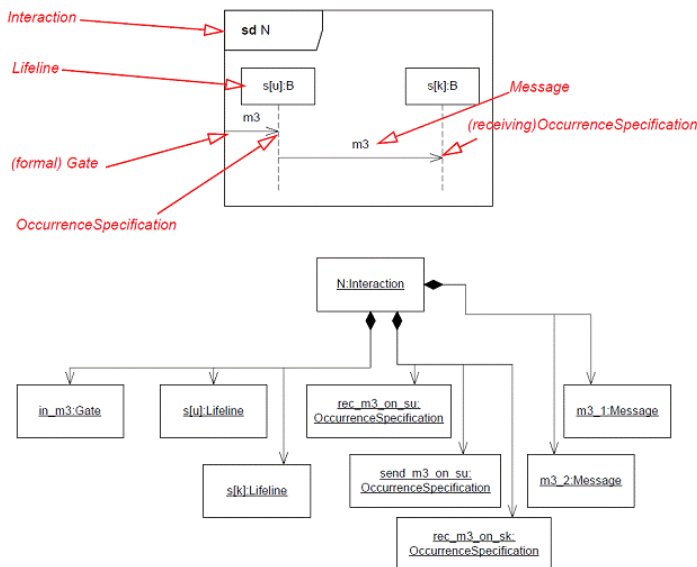 Interaction
sd N
Lifeline
s[u]:B
s[k]:B
Message
m3
(receiving)OccurrenceSpecification
m3
(formal) Gate
OccurrenceSpecification
N:Interaction
in_m3:Gate
s[u]:Lifeline
rec_m3_on_su:
OccurrenceSpecification
m3_1:Message
s[k]:Lifeline
send_m3_on_su:
OccurrenceSpecification
m3_2:Message
rec_m3_on_sk:
OccurrenceSpecification